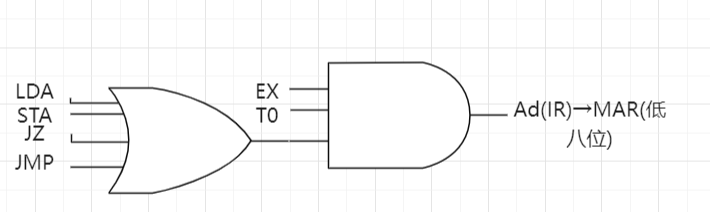 LDA
STA
JZ
JMP
EX
T0
Ad(IR)→MAR(低
八位)